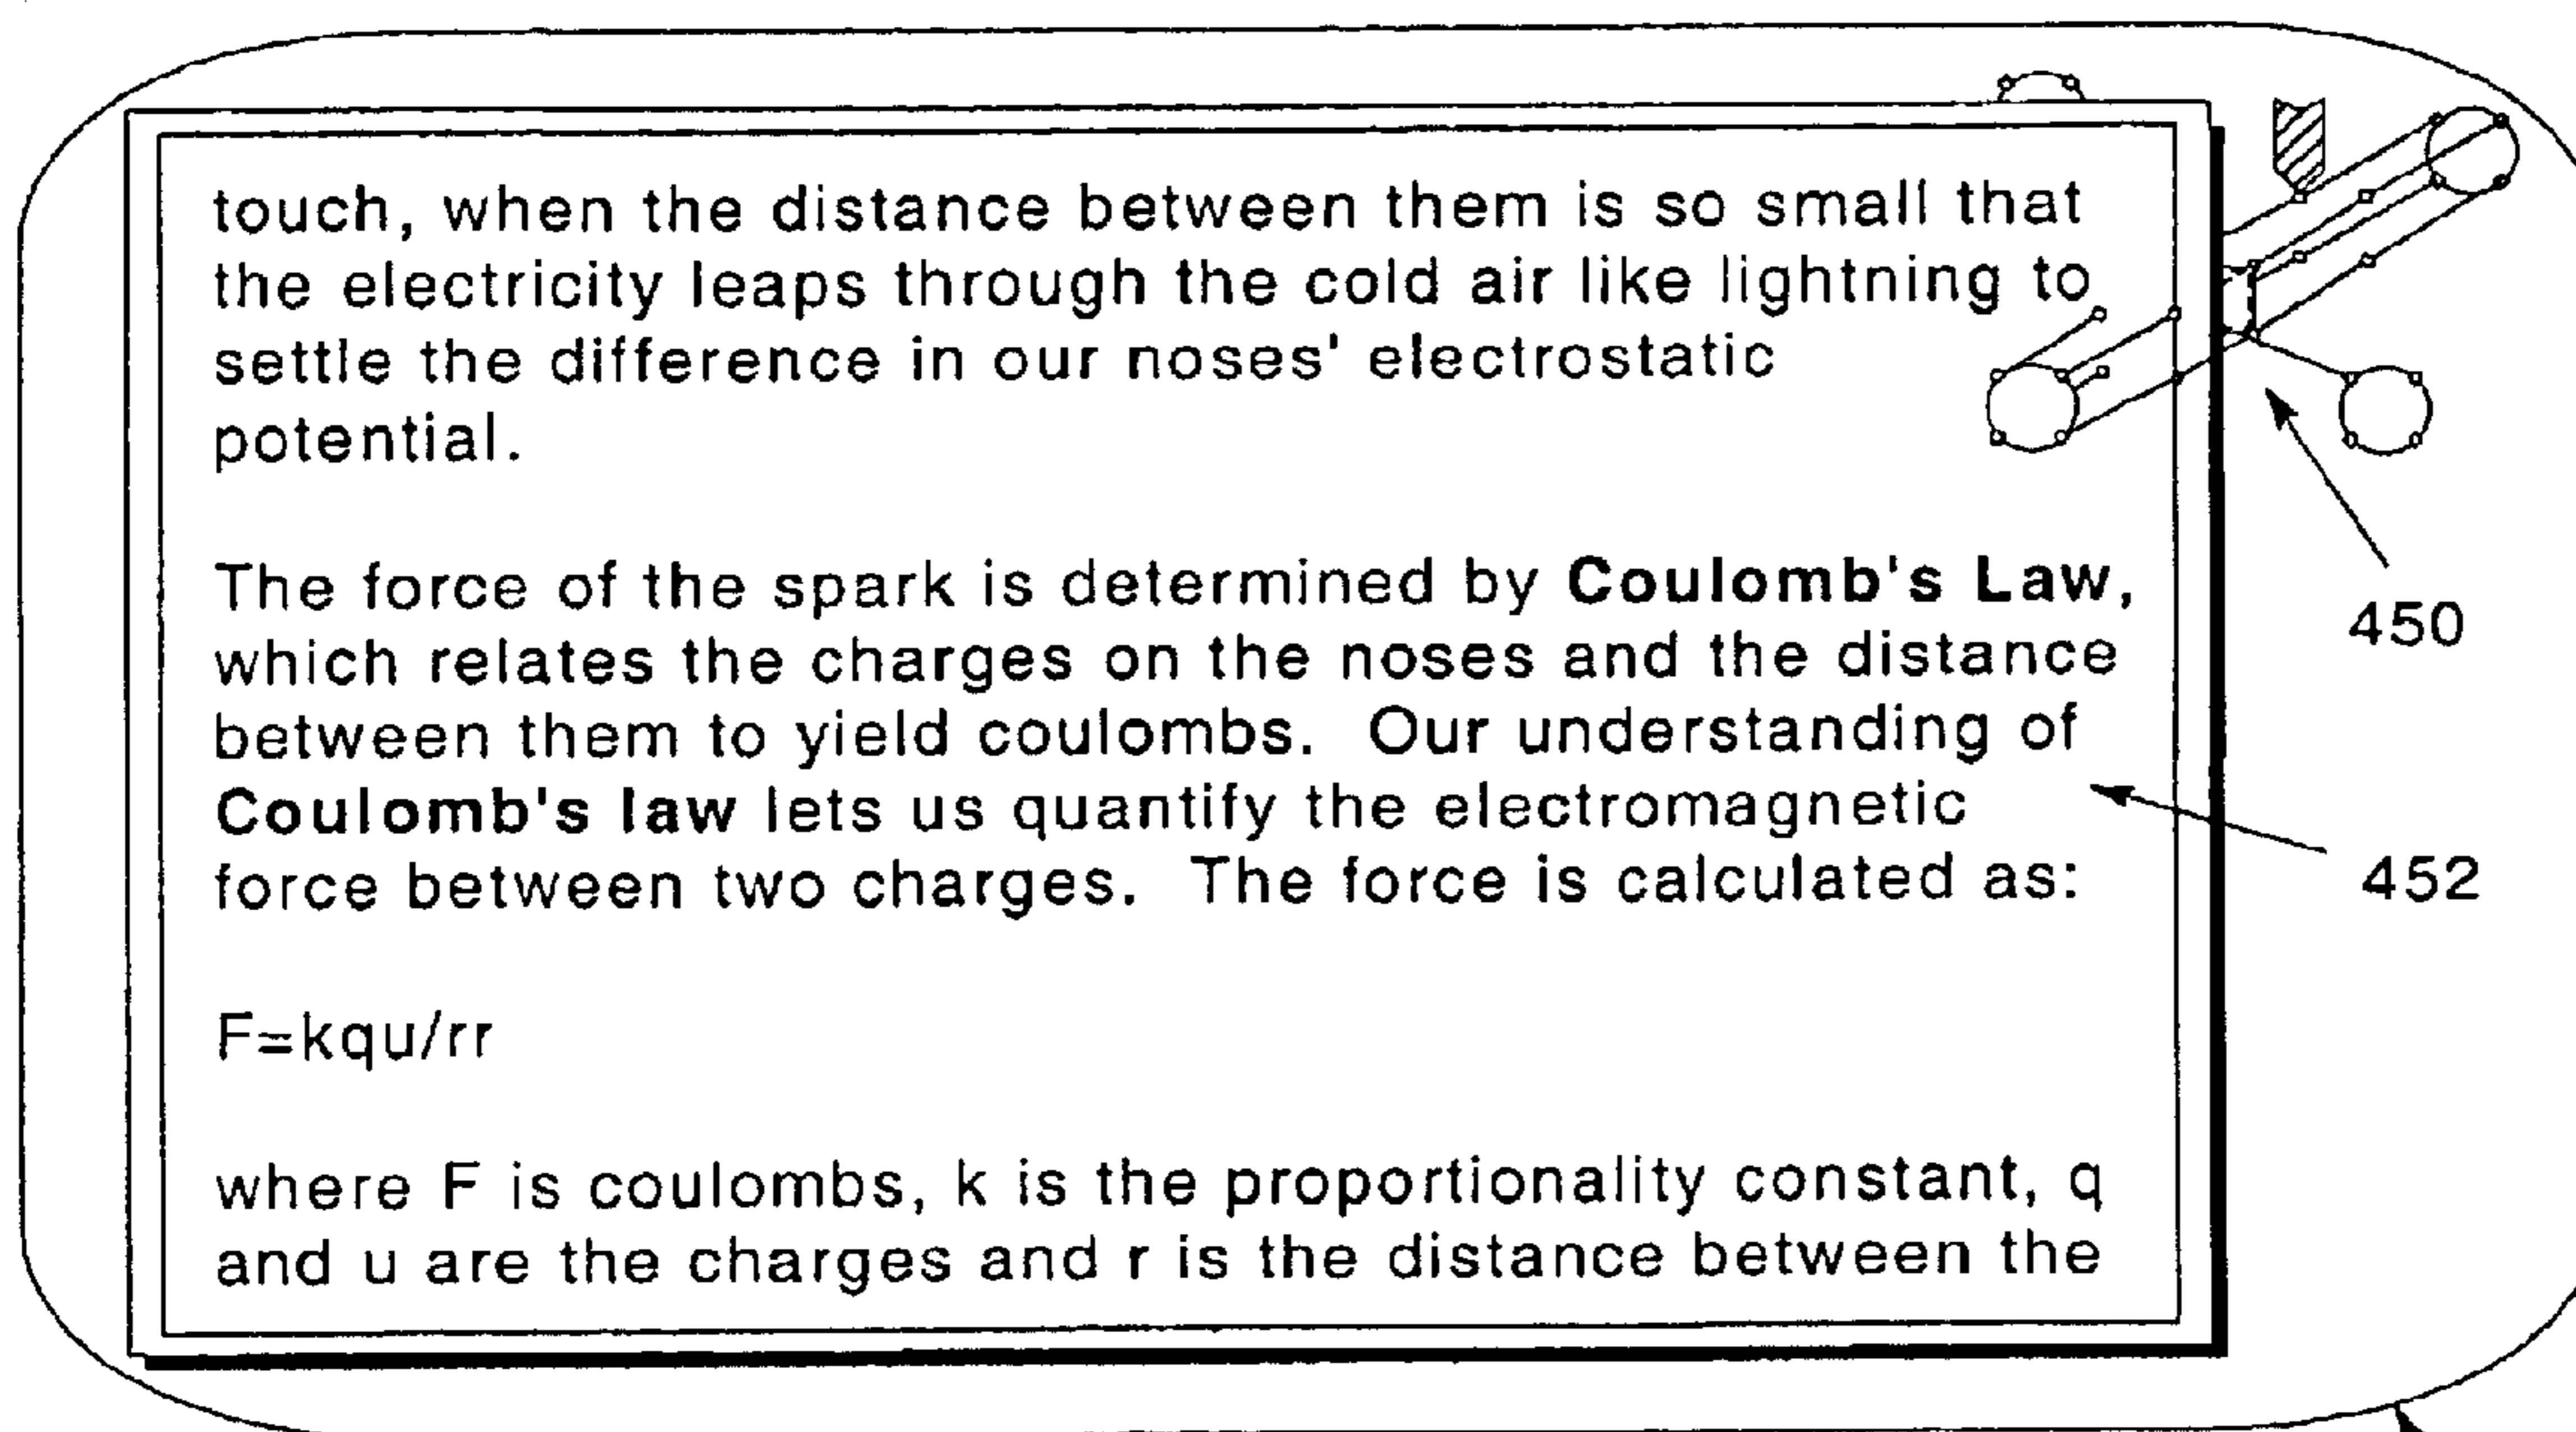 touch, when the distance between them is so small that
the electricity leaps through the cold air like lightning to
settle the difference in our noses' electrostatic
potential.
The force of the spark is determined by Coulomb's Law,
which relates the charges on the noses and the distance
between them to yield coulombs. Our understanding of
Coulomb's law lets us quantify the electromagnetic
force between two charges. The force is calculated as:
F=kqu/rr
where F is coulombs, k is the proportionality constant, q
and u are the charges and r is the distance between the
450
452